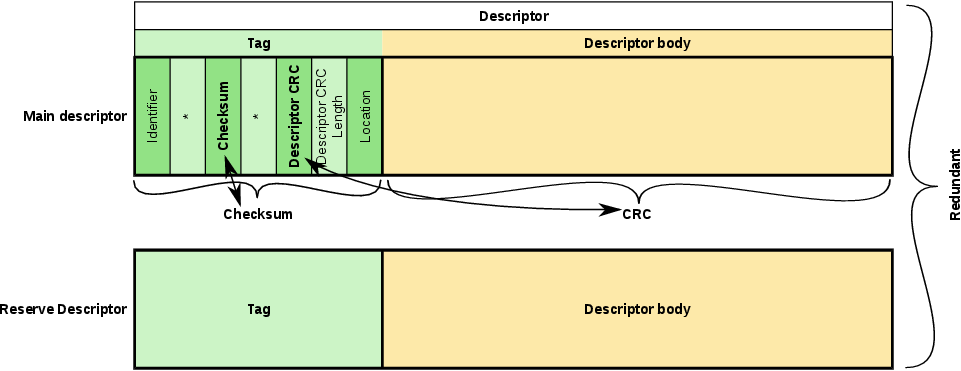 Descriptor
Tag
Descriptor body
Main descriptor
Identifier
*
Checksum
*
Descriptor CRC
Descriptor CRC
Length
Location
Checksum
CRC
Redundant
Reserve Descriptor
Tag
Descriptor body